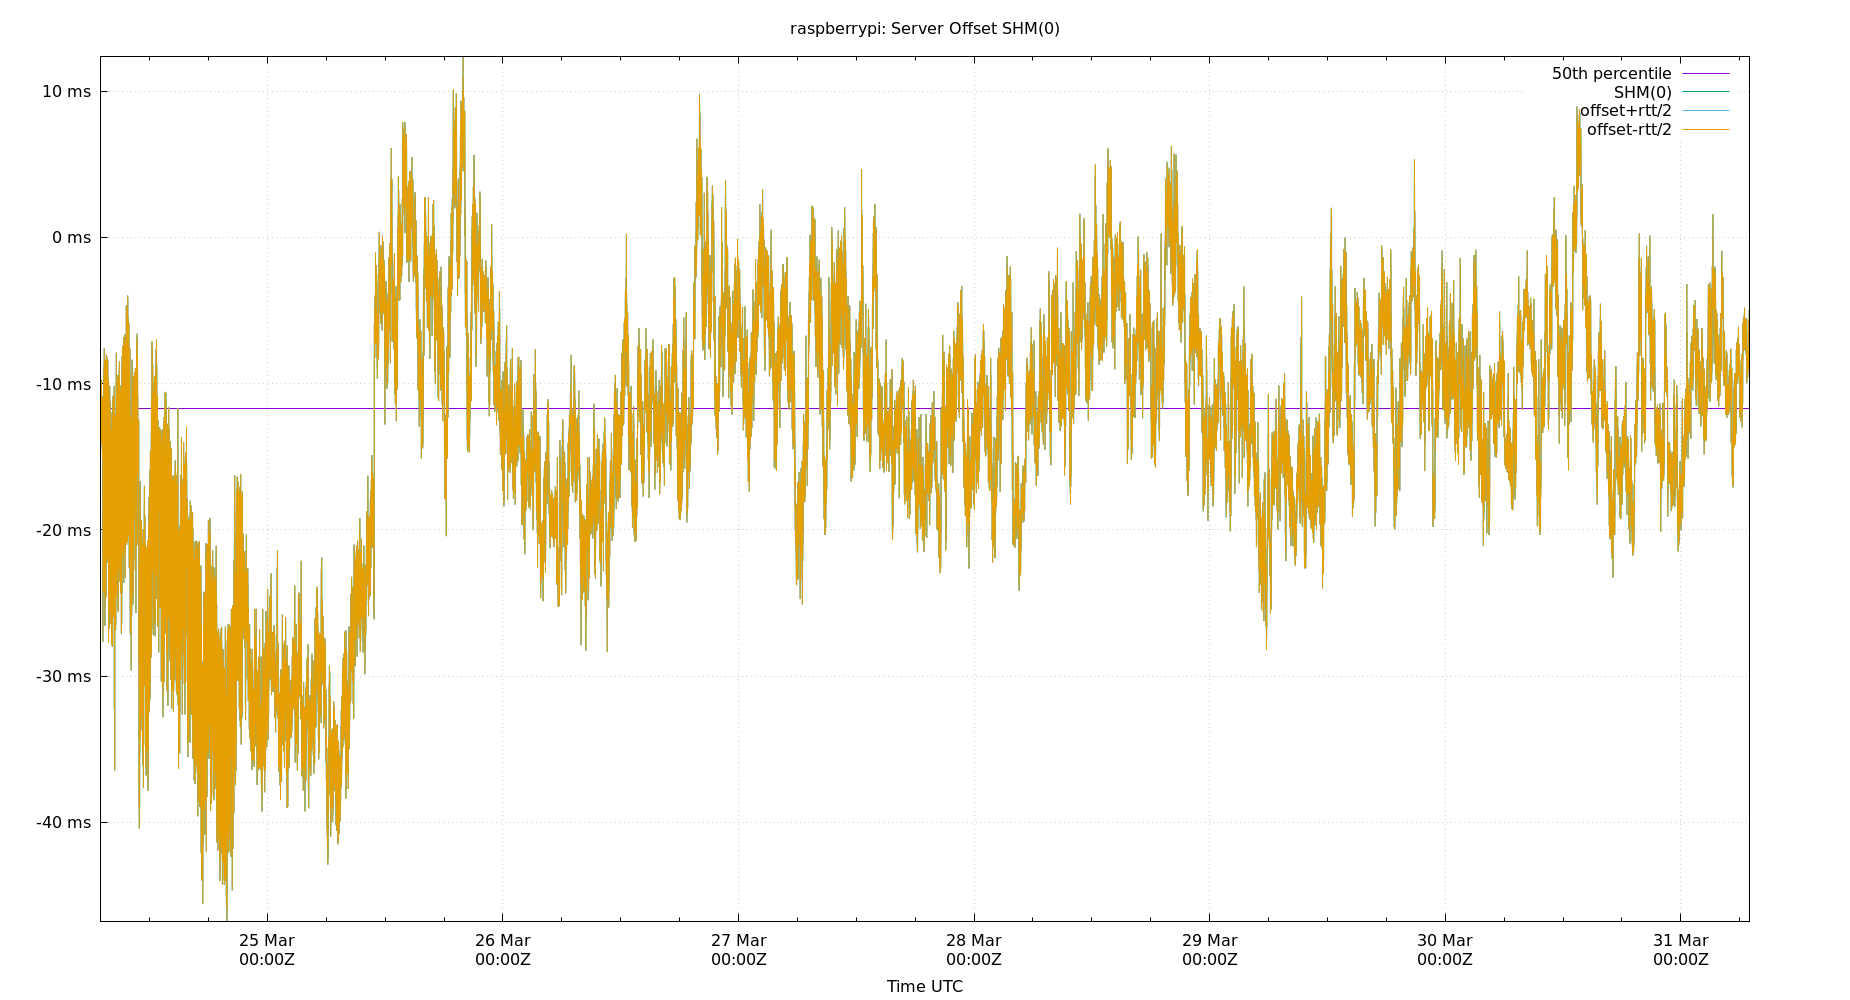 raspberrypi: Server Offset SHM(0)
50th percentile
SHM(0)
offset+rtt/2
offset-rtt/2
10 ms
0 ms
-10 ms
-20 ms
-30 ms
-40 ms
25 Mar 26 Mar 27 Mar 28 Mar 29 Mar 30 Mar 31 Mar
00:00Z 00:00Z 00:00Z 00:00Z 00:00Z 00:00Z 00:00Z
Time UTC